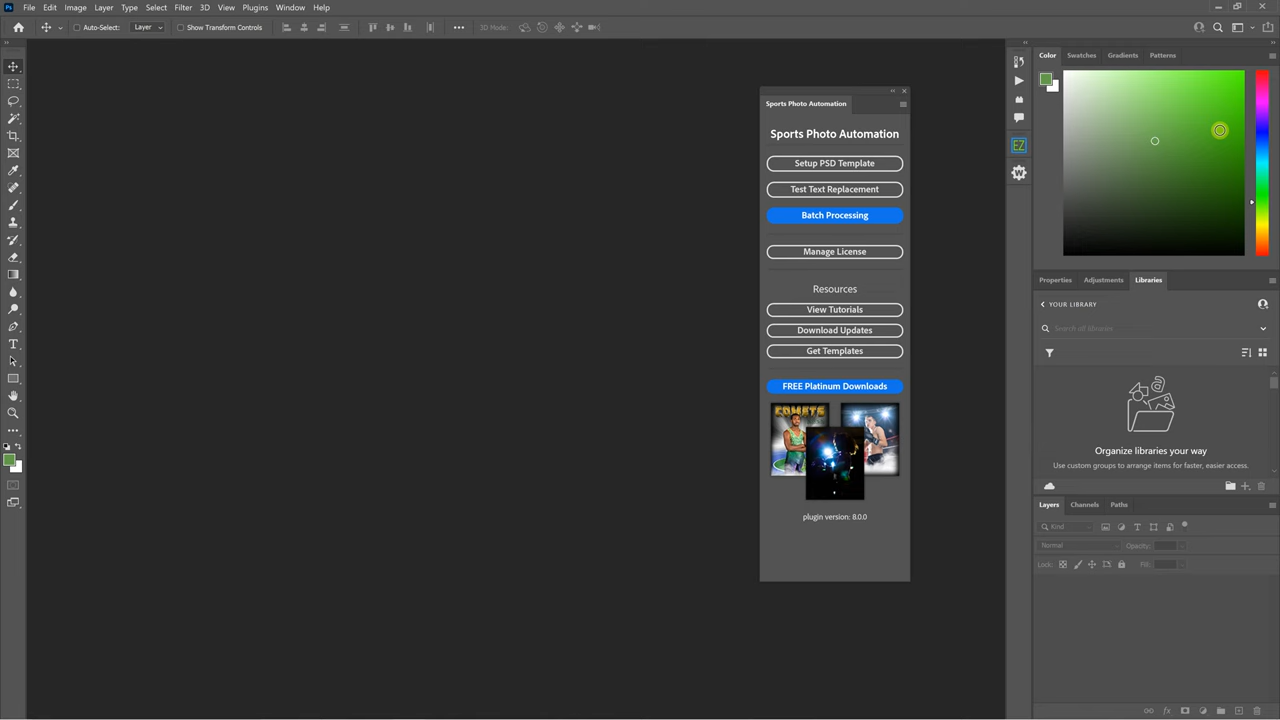 Ps File Edit Image Layer Type Select Filter 3D View Plugins Window Help
Auto-Select: Layer Show Transform Controls 3D Mode:
Color Swatches Gradients Patterns
Sports Photo Automation
Sports Photo Automation
Setup PSD Template
Test Text Replacement
Batch Processing
Manage License
Resources
View Tutorials
Download Updates
Get Templates
FREE Platinum Downloads
COMETS
plugin version: 8.0.0
EZ
W
Properties Adjustments Libraries
YOUR LIBRARY
Search all libraries
Organize libraries your way
Use custom groups to arrange items for faster, easier access.
Layers Channels Paths
Kind
Normal Opacity:
Lock: Fill: